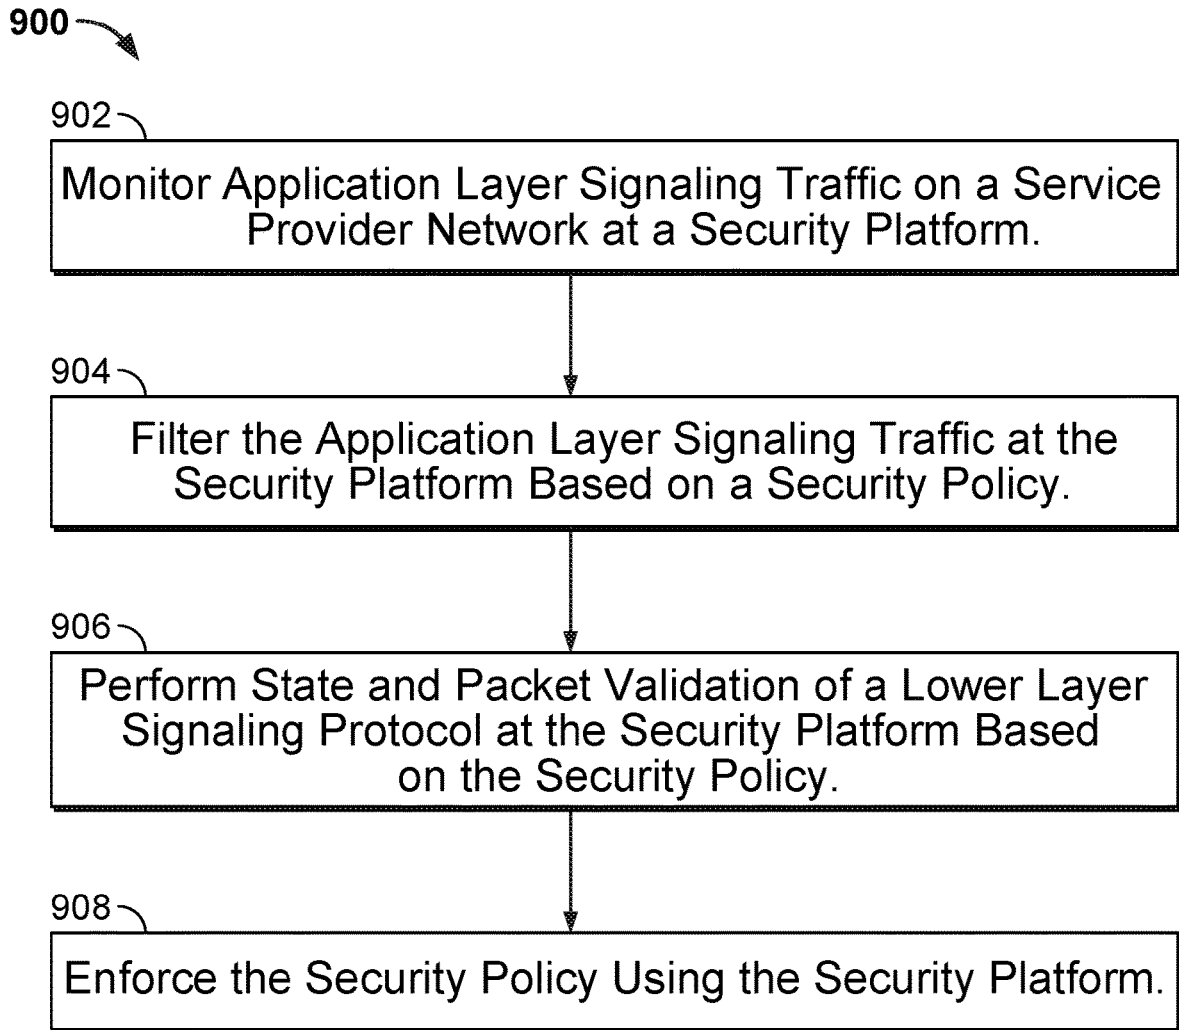 900
902
Monitor Application Layer Signaling Traffic on a Service
Provider Network at a Security Platform.
904
Filter the Application Layer Signaling Traffic at the
Security Platform Based on a Security Policy.
906
Perform State and Packet Validation of a Lower Layer
Signaling Protocol at the Security Platform Based
on the Security Policy.
908
Enforce the Security Policy Using the Security Platform.